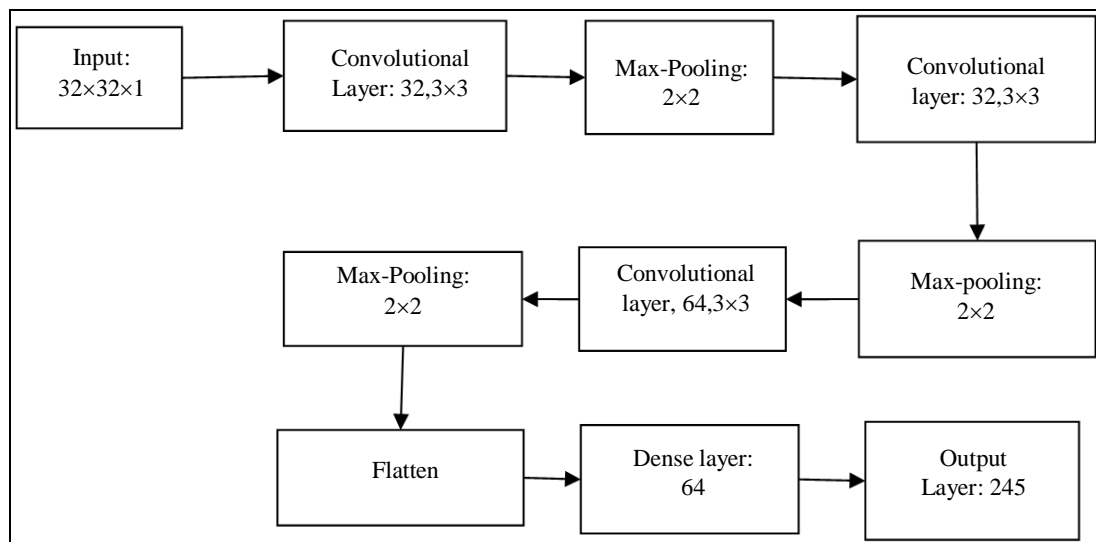 Input:
32×32×1
Convolutional
Layer: 32,3×3
Max-Pooling:
2×2
Convolutional
layer: 32,3×3
Max-pooling:
2×2
Convolutional
layer, 64,3×3
Max-Pooling:
2×2
Flatten
Dense layer:
64
Output
Layer: 245